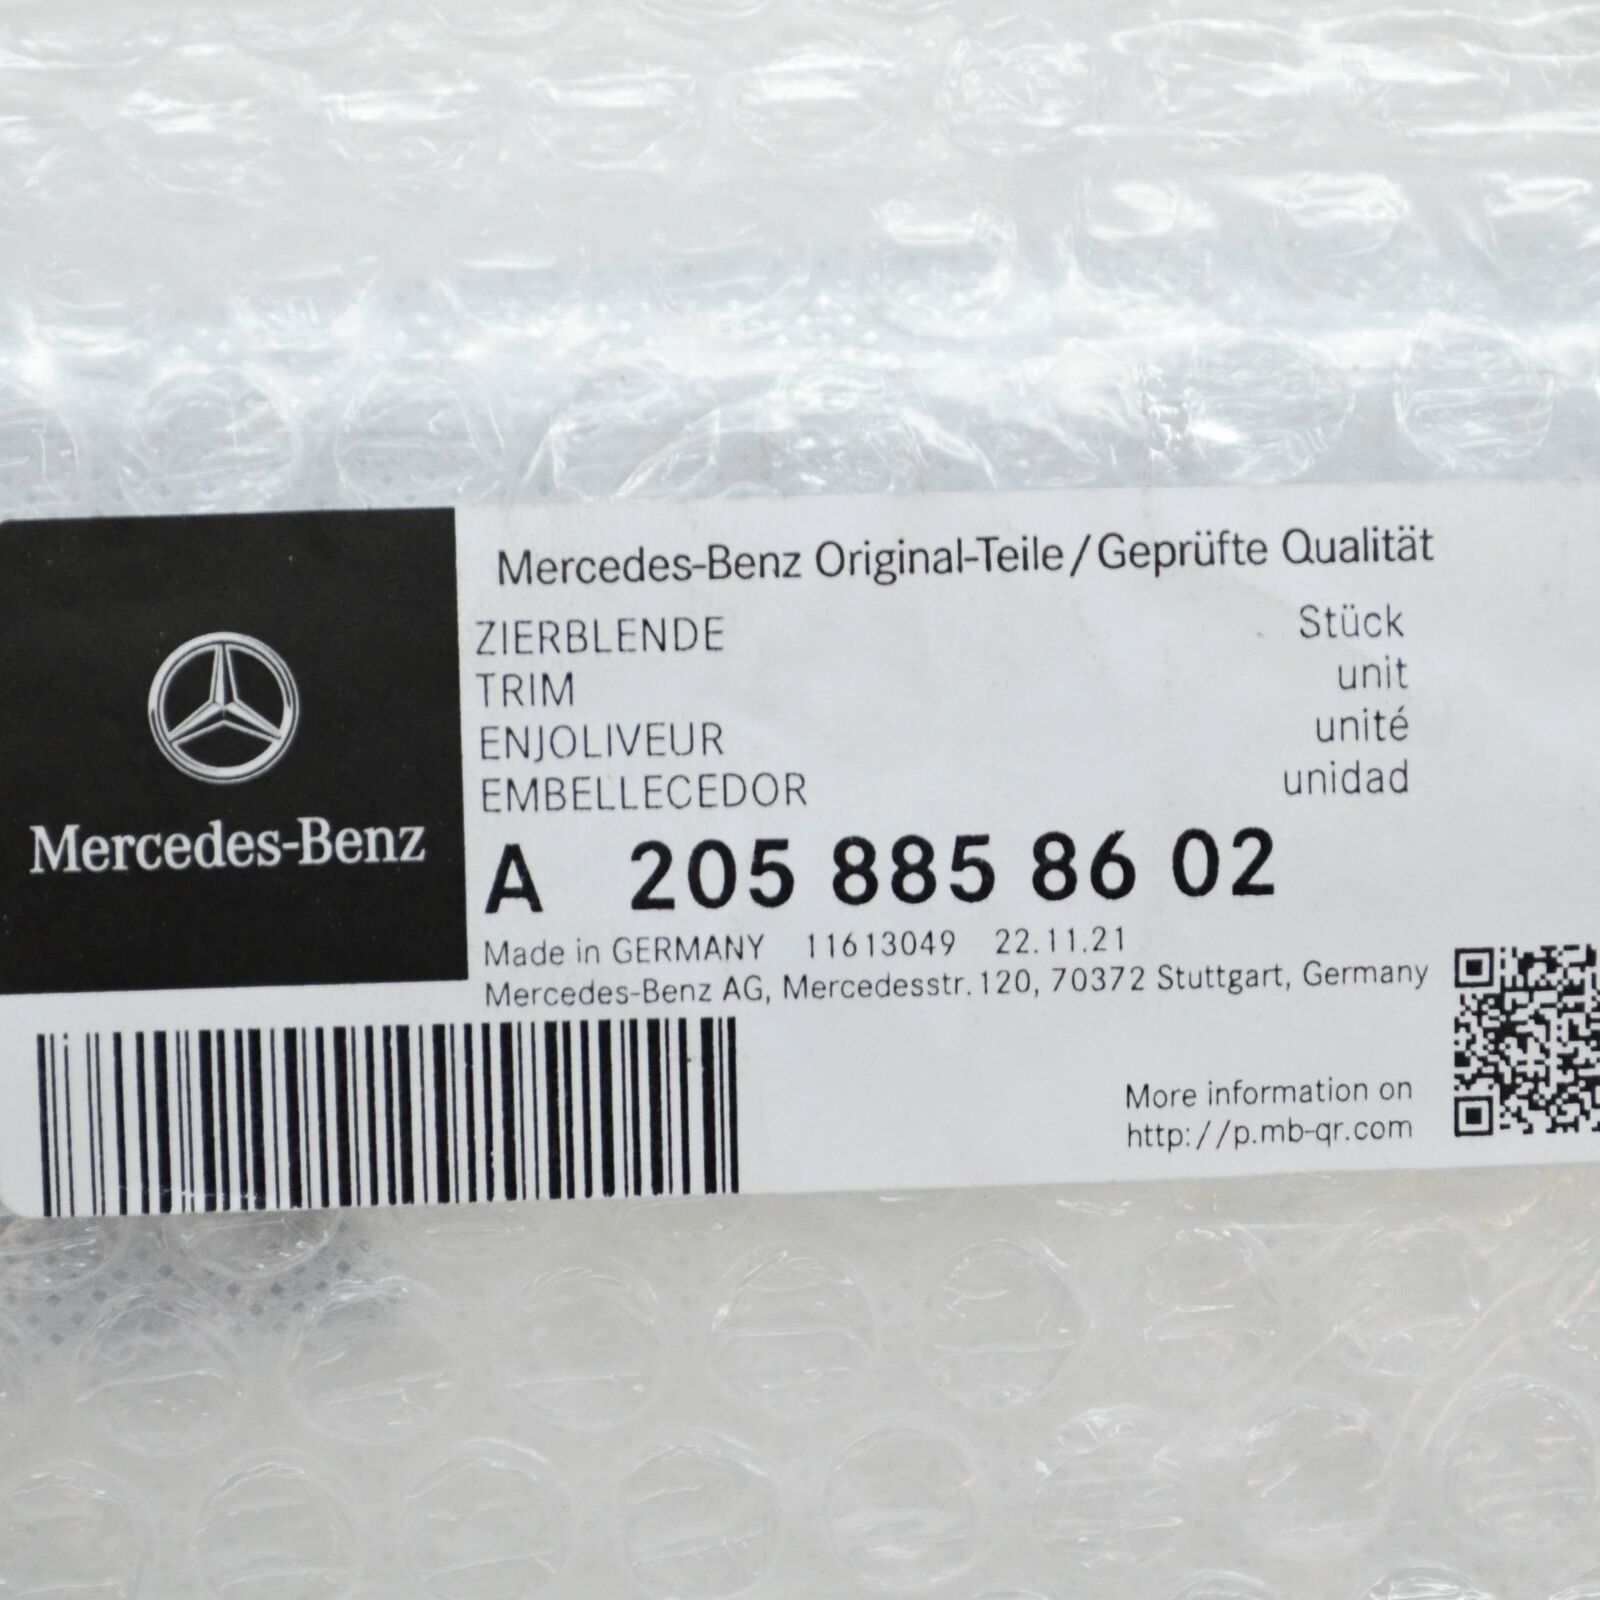 Mercedes-Benz
Mercedes-Benz Original-Teile/Geprüfte Qualität
ZIERBLENDE Stück
TRIM unit
ENJOLIVEUR unité
EMBELLECEDOR unidad
A 205 885 86 02
Made in GERMANY 11613049 22.11.21
Mercedes-Benz AG, Mercedesstr.120, 70372 Stuttgart, Germany
More information on
http://p.mb-qr.com